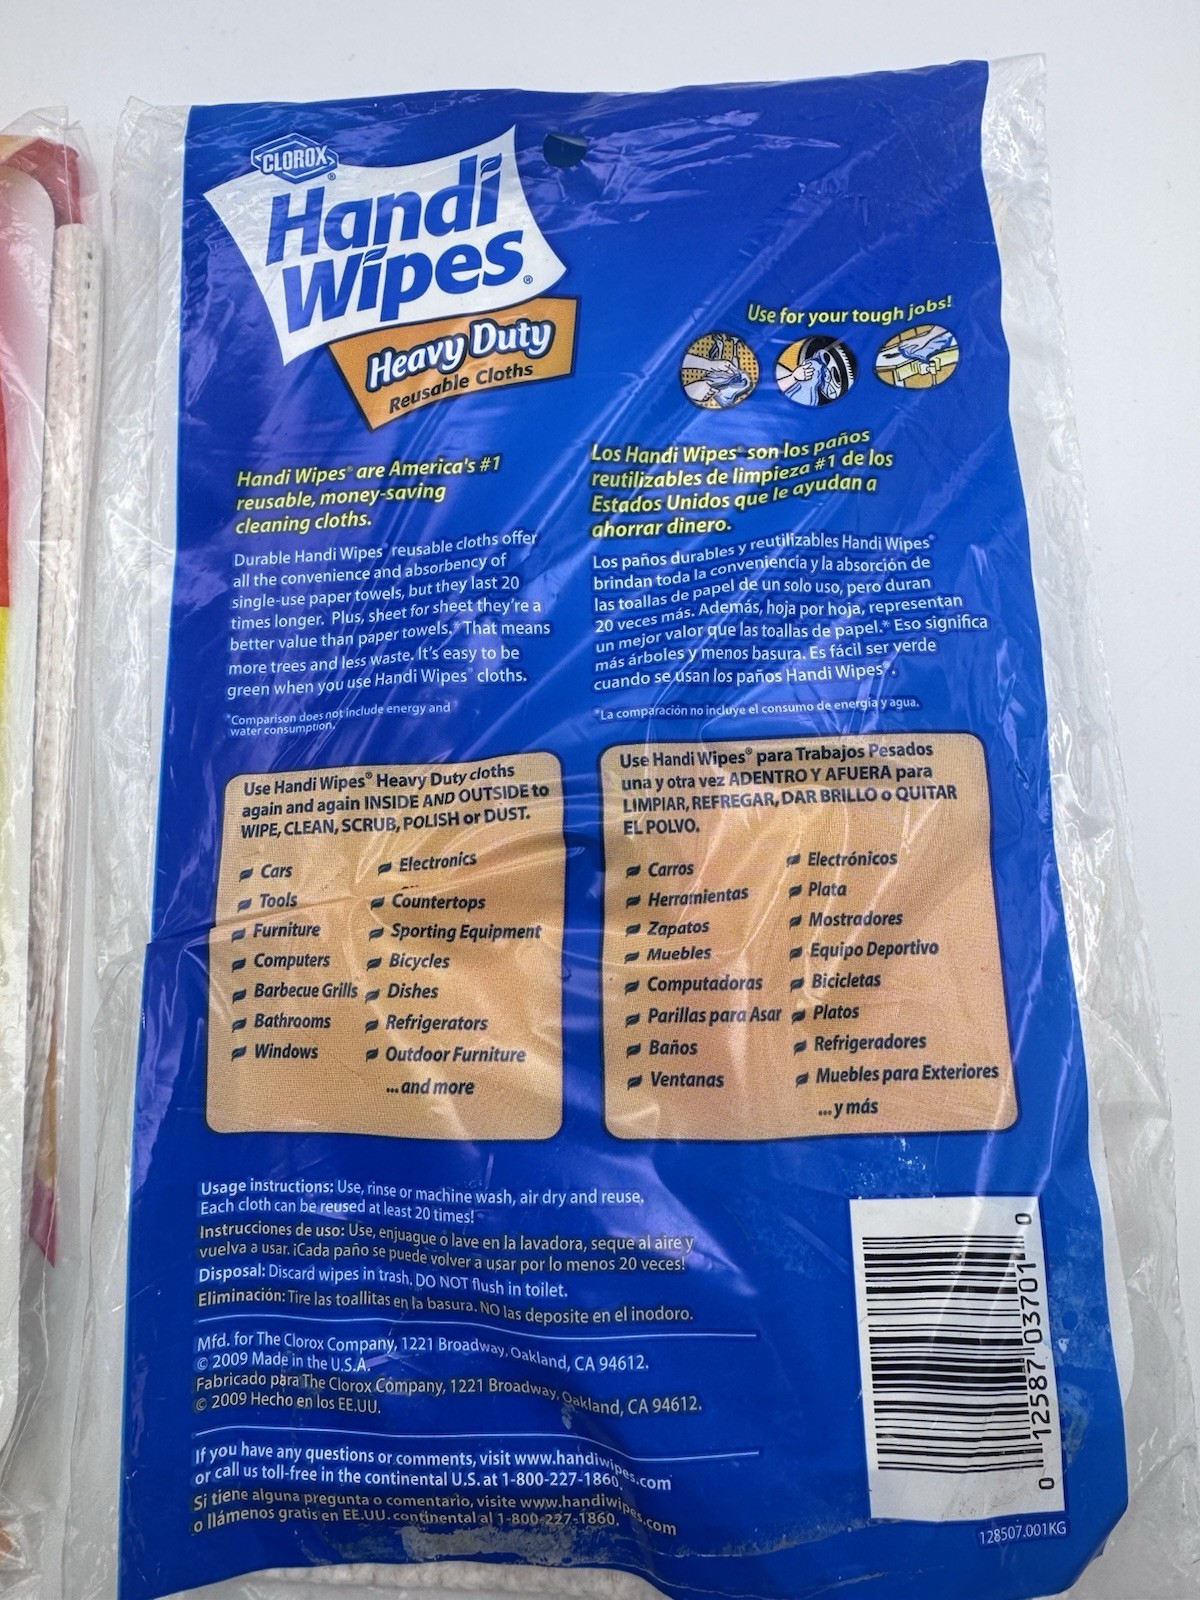 CLOROX®
Handi
Wipes®
Heavy Duty
Reusable Cloths
Use for your tough jobs!
Handi Wipes® are America's #1
reusable, money-saving
cleaning cloths.
Durable Handi Wipes® reusable cloths offer
all the convenience and absorbency of
single-use paper towels, but they last 20
times longer. Plus, sheet for sheet they're a
better value than paper towels.* That means
more trees and less waste. It's easy to be
green when you use Handi Wipes® cloths.
*Comparison does not include energy and
water consumption.
Los Handi Wipes® son los paños
reutilizables de limpieza #1 de los
Estados Unidos que le ayudan a
ahorrar dinero.
Los paños durables y reutilizables Handi Wipes®
brindan toda la conveniencia y la absorción de
las toallas de papel de un solo uso, pero duran
20 veces más. Además, hoja por hoja, representan
un mejor valor que las toallas de papel.* Eso significa
más árboles y menos basura. Es fácil ser verde
cuando se usan los paños Handi Wipes®.
*La comparación no incluye el consumo de energía y agua.
Use Handi Wipes® Heavy Duty cloths
again and again INSIDE AND OUTSIDE to
WIPE, CLEAN, SCRUB, POLISH or DUST.
Cars
Tools
Furniture
Computers
Barbecue Grills
Bathrooms
Windows
Electronics
Countertops
Sporting Equipment
Bicycles
Dishes
Refrigerators
Outdoor Furniture
...and more
Use Handi Wipes® para Trabajos Pesados
una y otra vez ADENTRO Y AFUERA para
LIMPIAR, REFREGAR, DAR BRILLO o QUITAR
EL POLVO.
Carros
Herramientas
Zapatos
Muebles
Computadoras
Parillas para Asar
Baños
Ventanas
Electrónicos
Plata
Mostradores
Equipo Deportivo
Bicicletas
Platos
Refrigeradores
Muebles para Exteriores
...y más
Usage instructions: Use, rinse or machine wash, air dry and reuse.
Each cloth can be reused at least 20 times!
Instrucciones de uso: Use, enjuague o lave en la lavadora, seque al aire y
vuelva a usar. ¡Cada paño se puede volver a usar por lo menos 20 veces!
Disposal: Discard wipes in trash. DO NOT flush in toilet.
Eliminación: Tire las toallitas en la basura. NO las deposite en el inodoro.
Mfd. for The Clorox Company, 1221 Broadway, Oakland, CA 94612.
© 2009 Made in the U.S.A.
Fabricado para The Clorox Company, 1221 Broadway, Oakland, CA 94612.
© 2009 Hecho en los EE.UU.
If you have any questions or comments, visit www.handiwipes.com
or call us toll-free in the continental U.S. at 1-800-227-1860.
Si tiene alguna pregunta o comentario, visite www.handiwipes.com
o llámenos gratis en EE.UU. continental al 1-800-227-1860.
0 12587 03701 0
128507.001KG